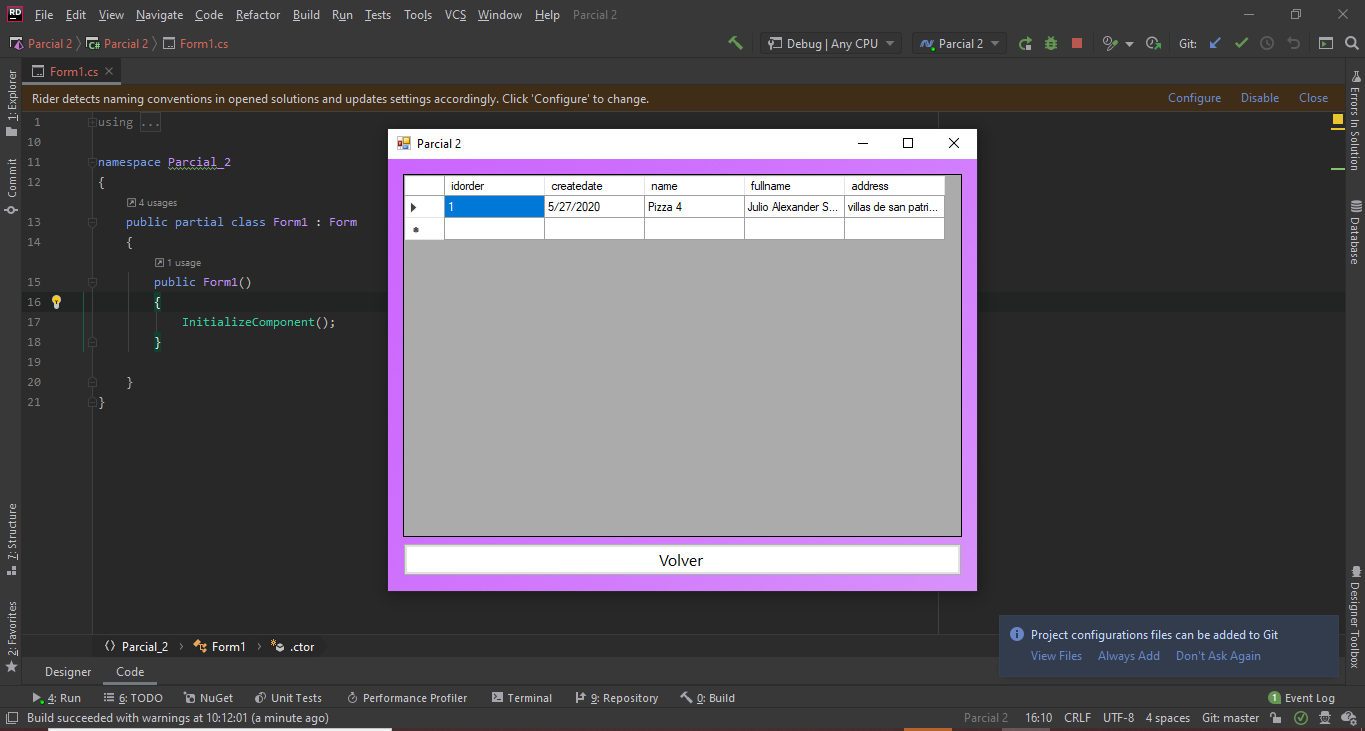 RD File Edit View Navigate Code Refactor Build Run Tests Tools VCS Window Help Parcial 2
Parcial 2 Parcial 2 Form1.cs Debug | Any CPU Parcial 2 Git:
Form1.cs
Rider detects naming conventions in opened solutions and updates settings accordingly. Click 'Configure' to change. Configure Disable Close
1 using ...
10
11 namespace Parcial_2
12 {
4 usages
13 public partial class Form1 : Form
14 {
1 usage
15 public Form1()
16 {
17 InitializeComponent();
18 }
19
20 }
21 }
Parcial 2
idorder createdate name fullname address
1 5/27/2020 Pizza 4 Julio Alexander S... villas de san patri...
Volver
1: Explorer
Commit
7: Structure
2: Favorites
Errors In Solution
Database
Designer Toolbox
Project configurations files can be added to Git
View Files Always Add Don't Ask Again
Parcial_2 Form1 .ctor
Designer Code
4: Run 6: TODO NuGet Unit Tests Performance Profiler Terminal 9: Repository 0: Build 1 Event Log
Build succeeded with warnings at 10:12:01 (a minute ago) Parcial 2 16:10 CRLF UTF-8 4 spaces Git: master